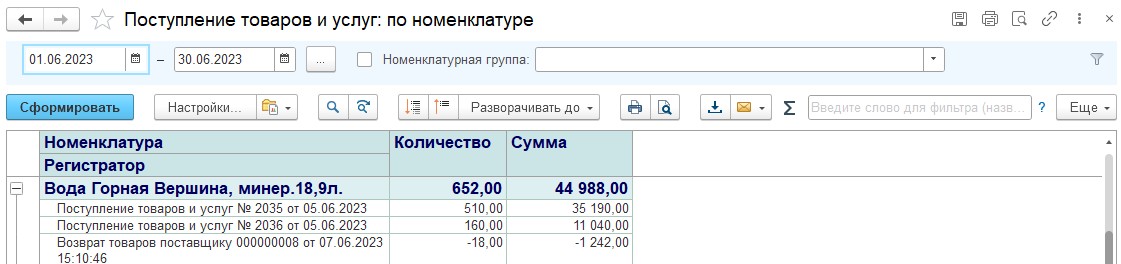 Поступление товаров и услуг: по номенклатуре
01.06.2023 – 30.06.2023 ... Номенклатурная группа:
Сформировать Настройки... Разворачивать до Σ Введите слово для фильтра (назв... ? Еще
Номенклатура Количество Сумма
Регистратор
Вода Горная Вершина, минер.18,9л. 652,00 44 988,00
Поступление товаров и услуг № 2035 от 05.06.2023 510,00 35 190,00
Поступление товаров и услуг № 2036 от 05.06.2023 160,00 11 040,00
Возврат товаров поставщику 000000008 от 07.06.2023 -18,00 -1 242,00
15:10:46